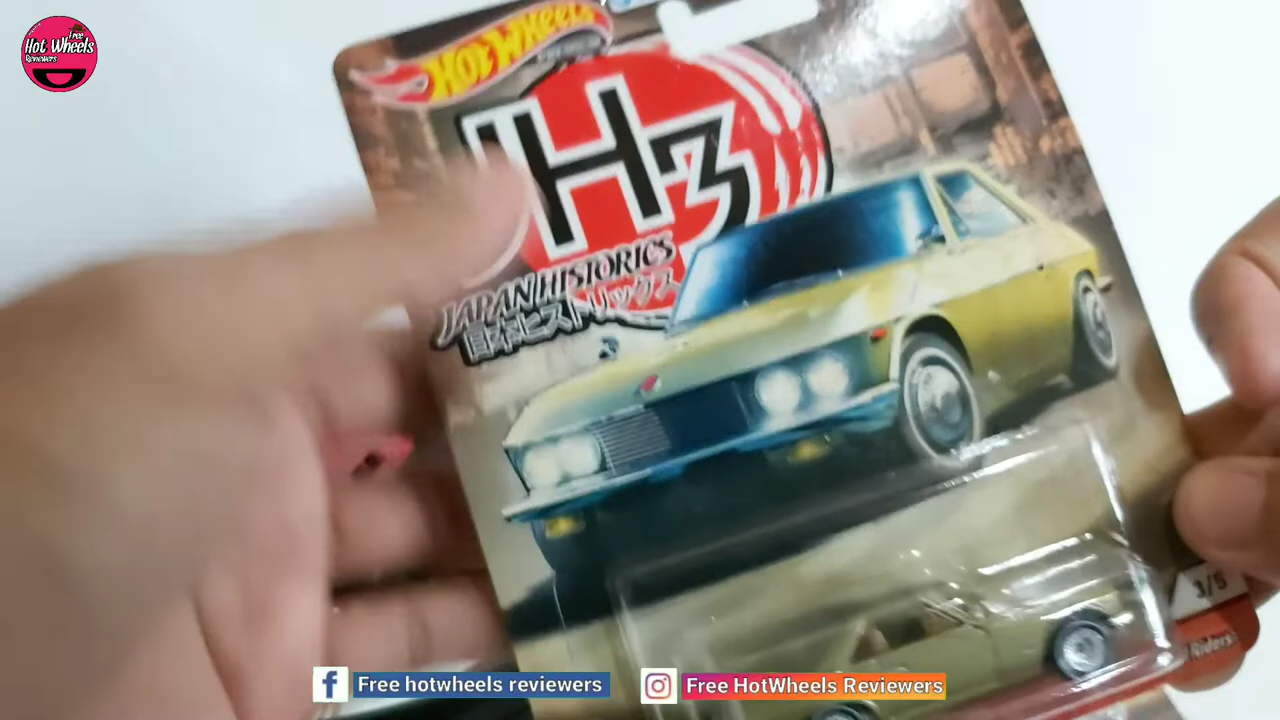 Free
Hot Wheels
Reviewers
HOT WHEELS
H3
JAPAN HISTORICS
日本ヒストリックス
3/5
Riders
Free hotwheels reviewers
Free HotWheels Reviewers